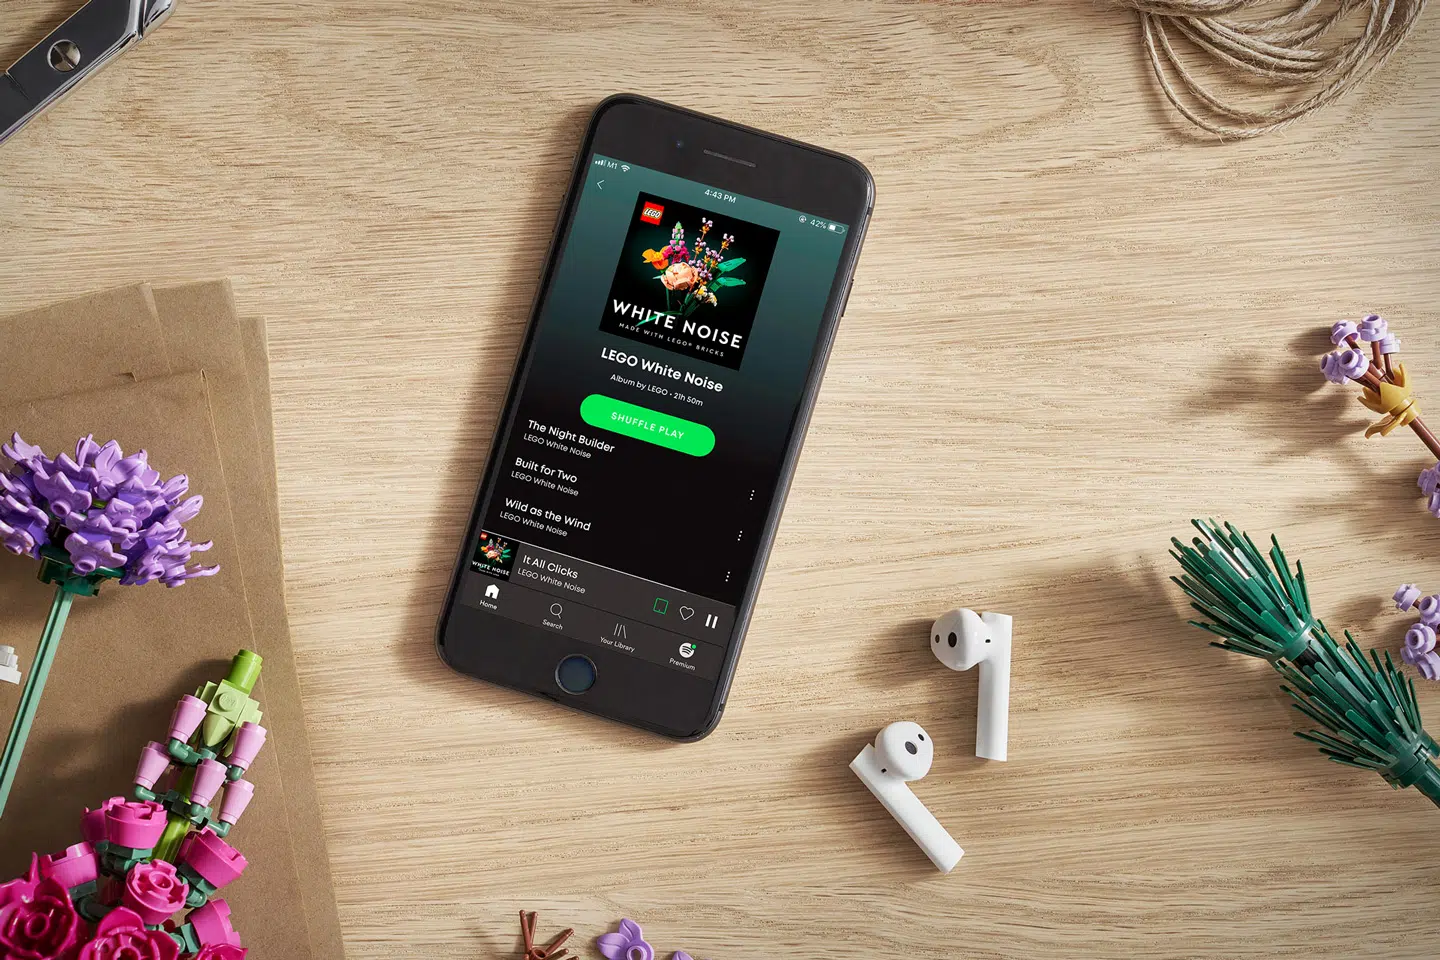 M1
4:43 PM
42%
LEGO
WHITE NOISE
MADE WITH LEGO® BRICKS
LEGO White Noise
Album by LEGO • 21h 50m
SHUFFLE PLAY
The Night Builder
LEGO White Noise
Built for Two
LEGO White Noise
Wild as the Wind
LEGO White Noise
WHITE NOISE
It All Clicks
LEGO White Noise
Home
Search
Your Library
Premium